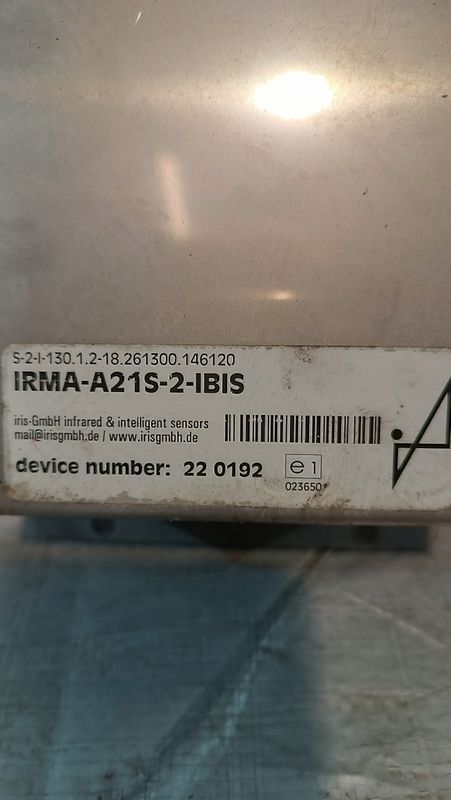 S-2-I-130.1.2-18.261300.146120
IRMA-A21S-2-IBIS
iris-GmbH infrared & intelligent sensors
mail@irisgmbh.de / www.irisgmbh.de
device number: 22 0192
e1
023650